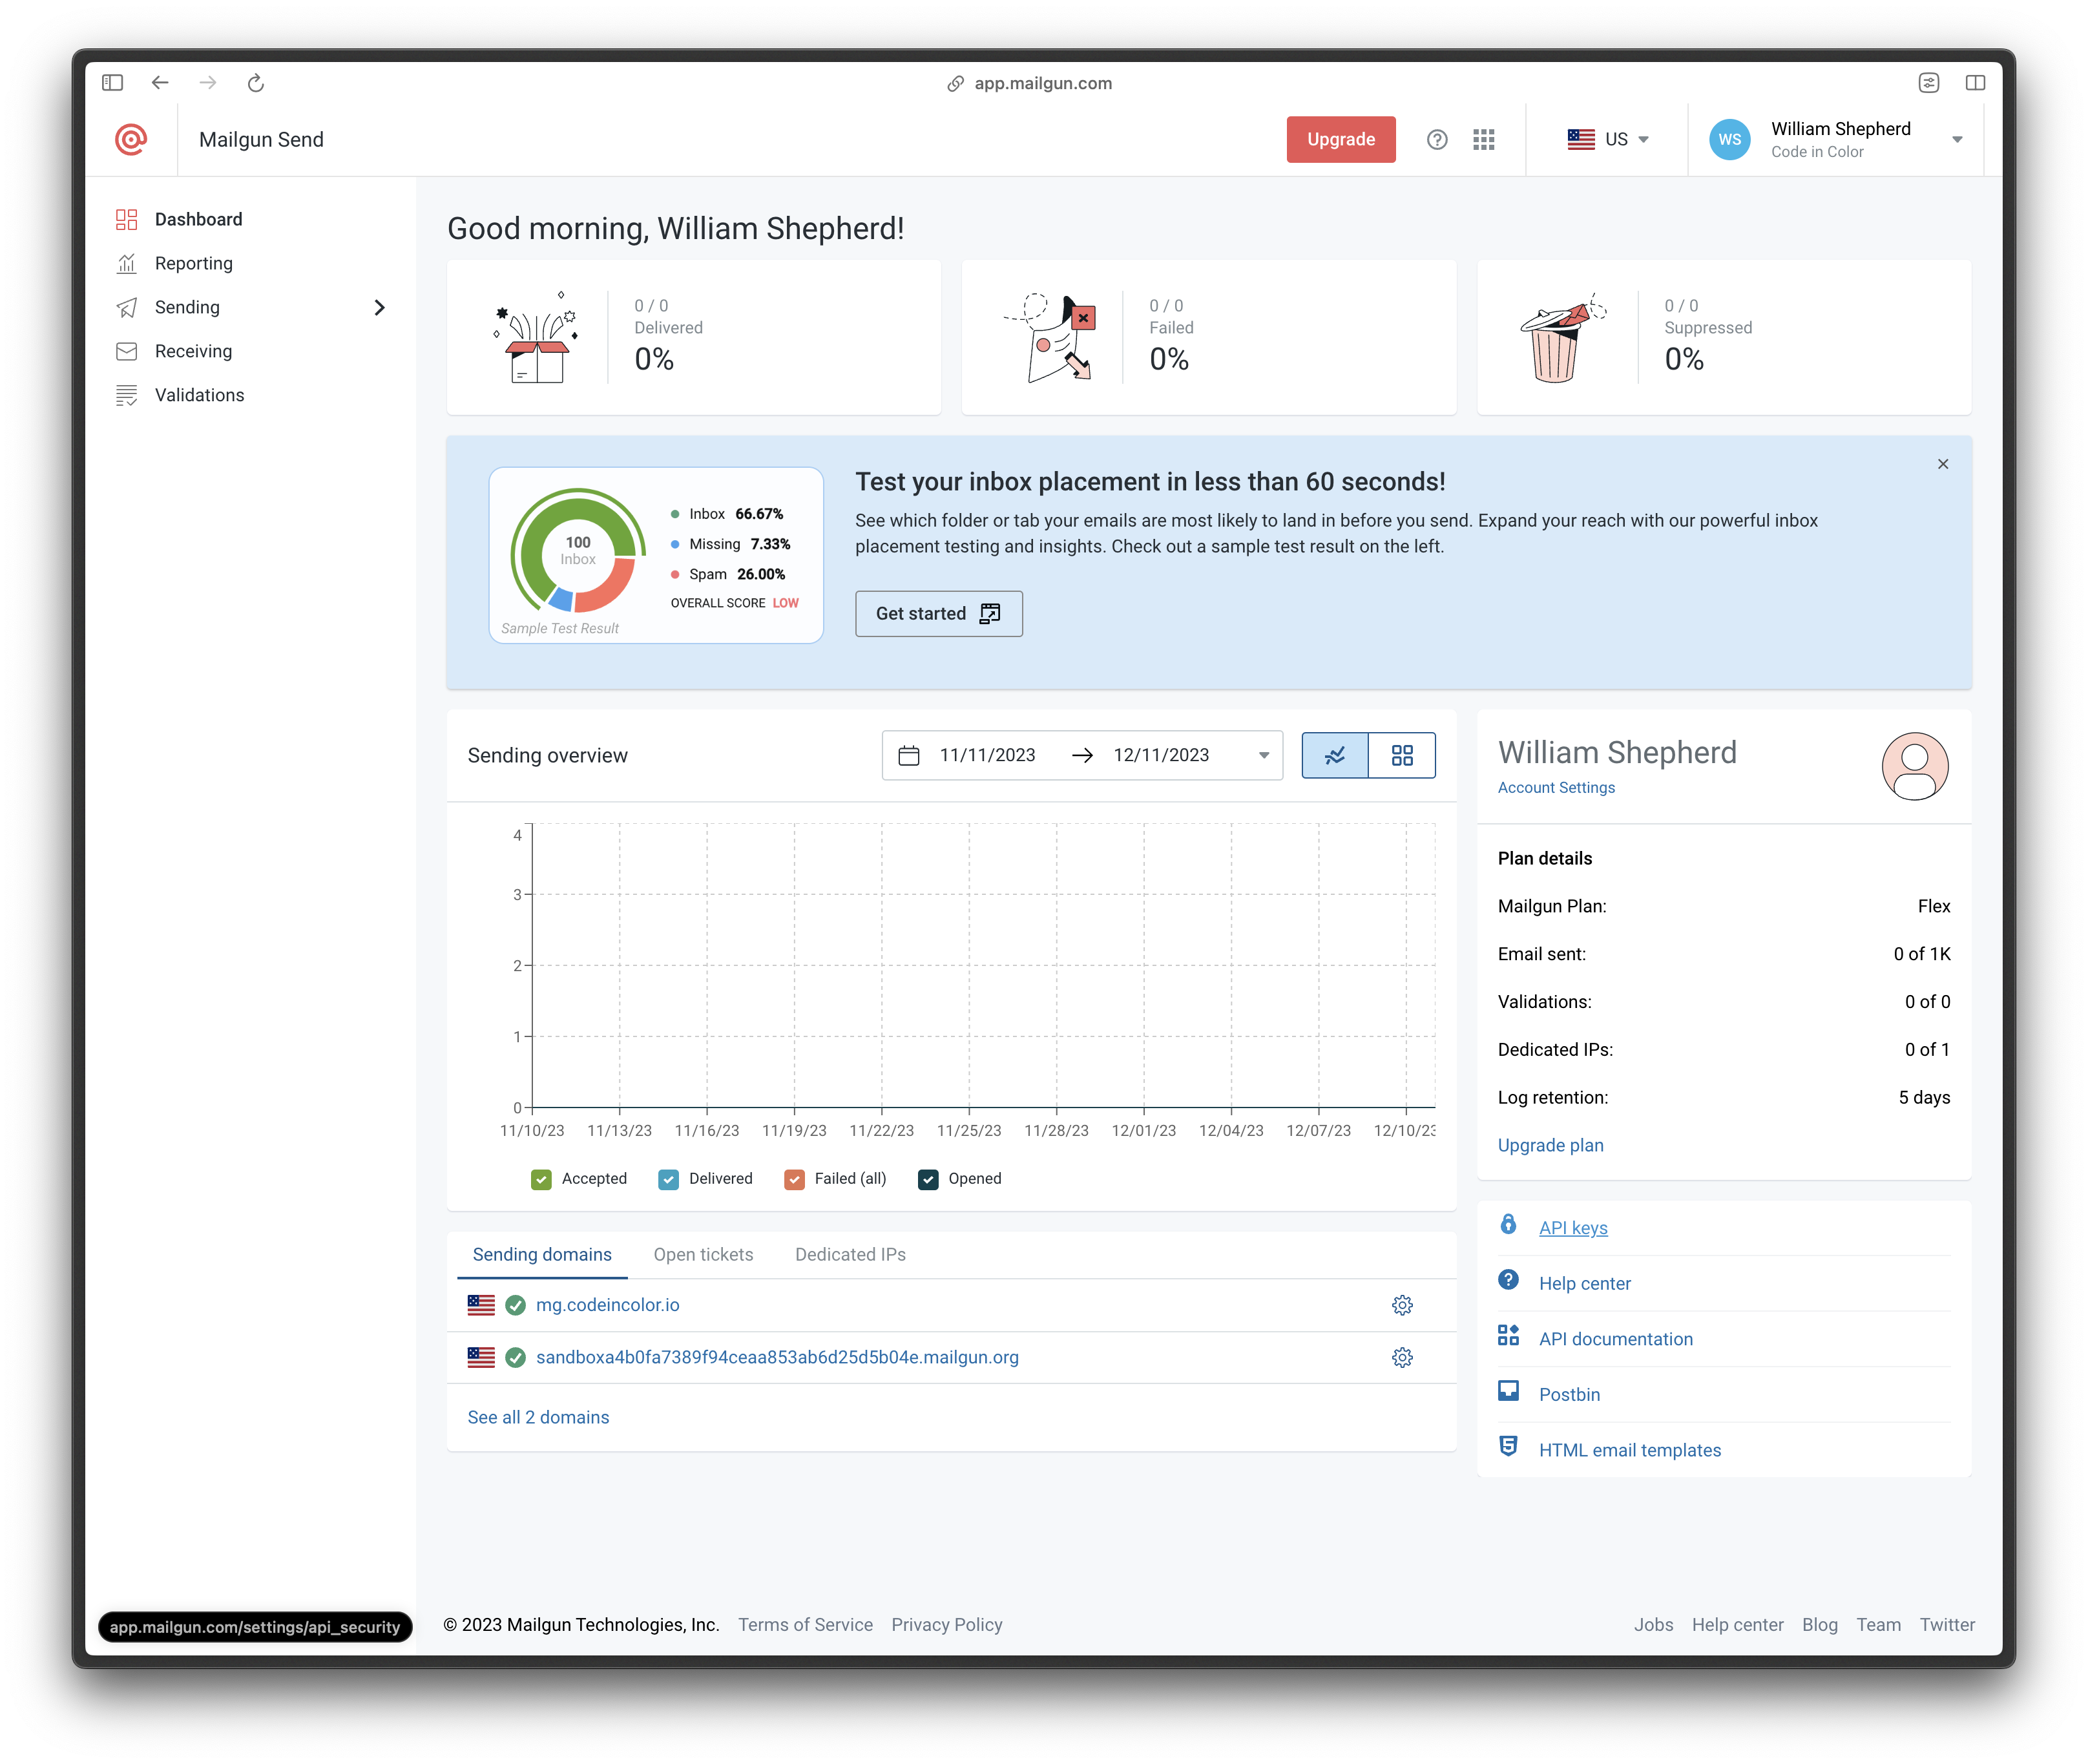 app.mailgun.com
Mailgun Send
Upgrade
US
WS
William Shepherd
Code in Color
Dashboard
Reporting
Sending
Receiving
Validations
Good morning, William Shepherd!
0 / 0
Delivered
0%
0 / 0
Failed
0%
0 / 0
Suppressed
0%
100
Inbox
Inbox 66.67%
Missing 7.33%
Spam 26.00%
OVERALL SCORE LOW
Sample Test Result
Test your inbox placement in less than 60 seconds!
See which folder or tab your emails are most likely to land in before you send. Expand your reach with our powerful inbox
placement testing and insights. Check out a sample test result on the left.
Get started
Sending overview
11/11/2023 → 12/11/2023
4
3
2
1
0
11/10/23 11/13/23 11/16/23 11/19/23 11/22/23 11/25/23 11/28/23 12/01/23 12/04/23 12/07/23 12/10/23
Accepted Delivered Failed (all) Opened
Sending domains Open tickets Dedicated IPs
mg.codeincolor.io
sandboxa4b0fa7389f94ceaa853ab6d25d5b04e.mailgun.org
See all 2 domains
William Shepherd
Account Settings
Plan details
Mailgun Plan: Flex
Email sent: 0 of 1K
Validations: 0 of 0
Dedicated IPs: 0 of 1
Log retention: 5 days
Upgrade plan
API keys
Help center
API documentation
Postbin
HTML email templates
app.mailgun.com/settings/api_security
© 2023 Mailgun Technologies, Inc. Terms of Service Privacy Policy
Jobs Help center Blog Team Twitter